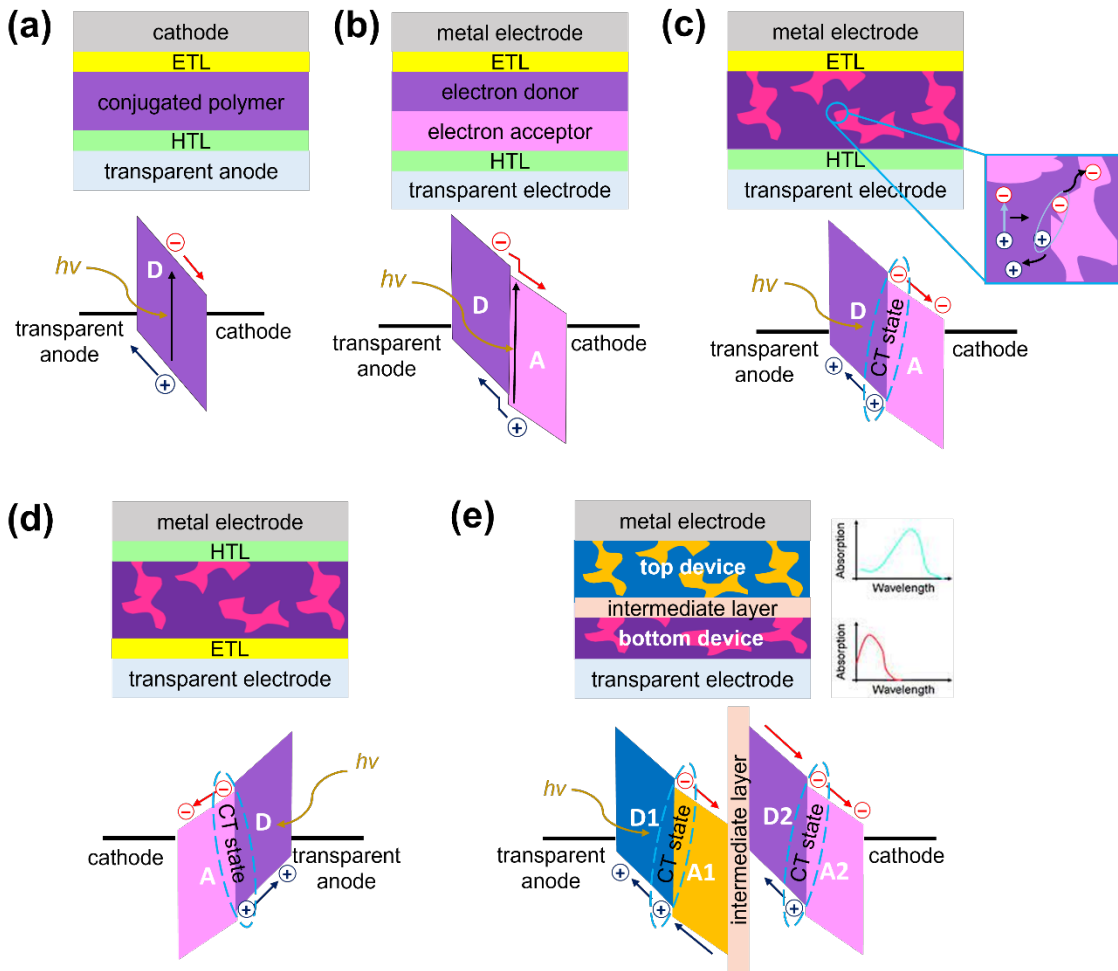 (a)
cathode
ETL
conjugated polymer
HTL
transparent anode
hv
D
−
+
transparent
anode
cathode
(b)
metal electrode
ETL
electron donor
electron acceptor
HTL
transparent electrode
hv
D
A
−
+
transparent
anode
cathode
(c)
metal electrode
ETL
HTL
transparent electrode
−
−
−
+
+
+
hv
D
CT state
A
−
−
+
+
transparent
anode
cathode
(d)
metal electrode
HTL
ETL
transparent electrode
hv
−
−
D
CT state
A
+
+
cathode
transparent
anode
(e)
metal electrode
top device
intermediate layer
bottom device
transparent electrode
Absorption
Wavelength
Absorption
Wavelength
hv
D1
CT state
A1
−
−
+
+
intermediate layer
D2
CT state
A2
−
−
+
+
transparent
anode
cathode